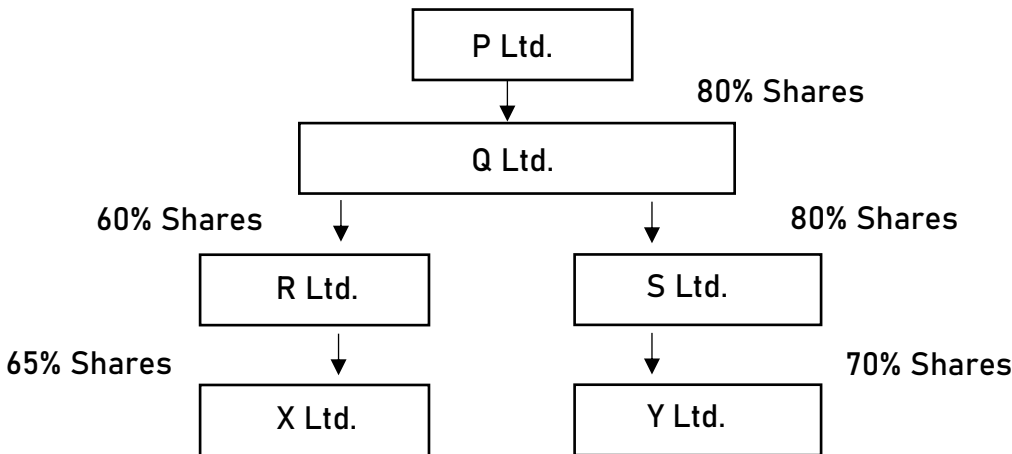 P Ltd.
80% Shares
Q Ltd.
60% Shares
80% Shares
R Ltd.
S Ltd.
65% Shares
70% Shares
X Ltd.
Y Ltd.